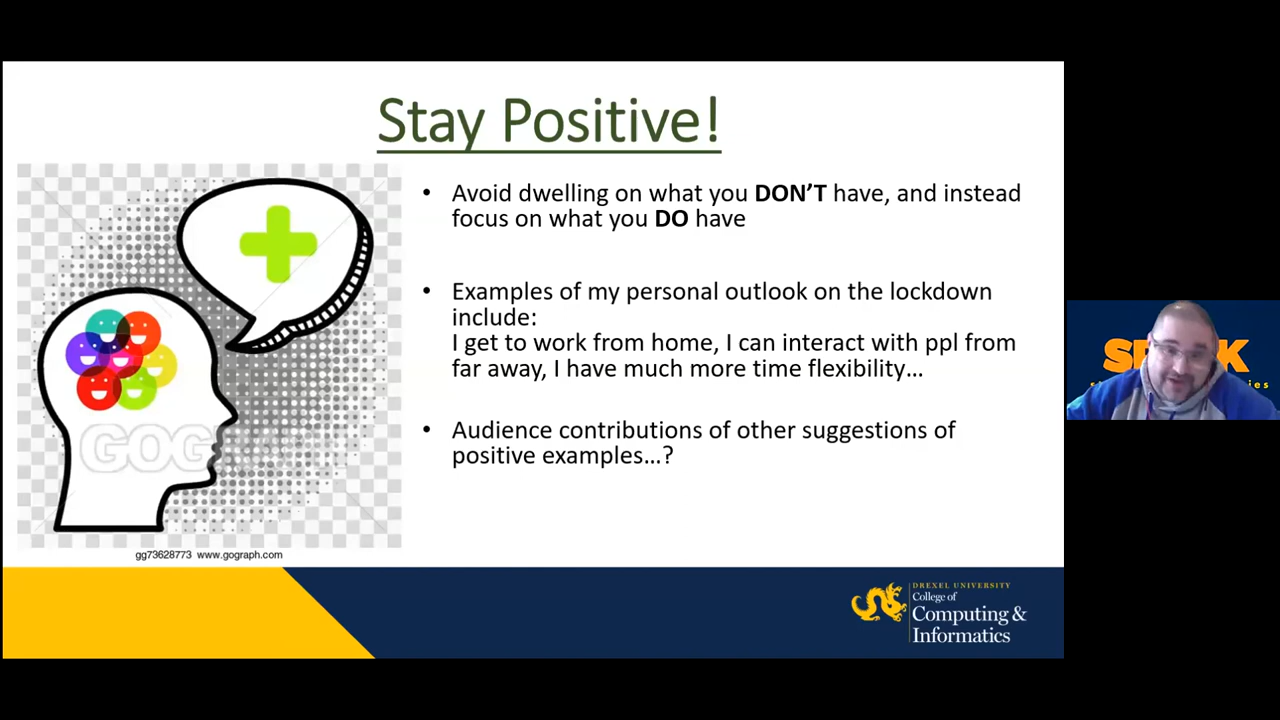 Stay Positive!
Avoid dwelling on what you DON'T have, and instead
focus on what you DO have
Examples of my personal outlook on the lockdown
include:
I get to work from home, I can interact with ppl from
far away, I have much more time flexibility...
Audience contributions of other suggestions of
positive examples...?
gg73628773 www.gograph.com
DREXEL UNIVERSITY
College of
Computing &
Informatics